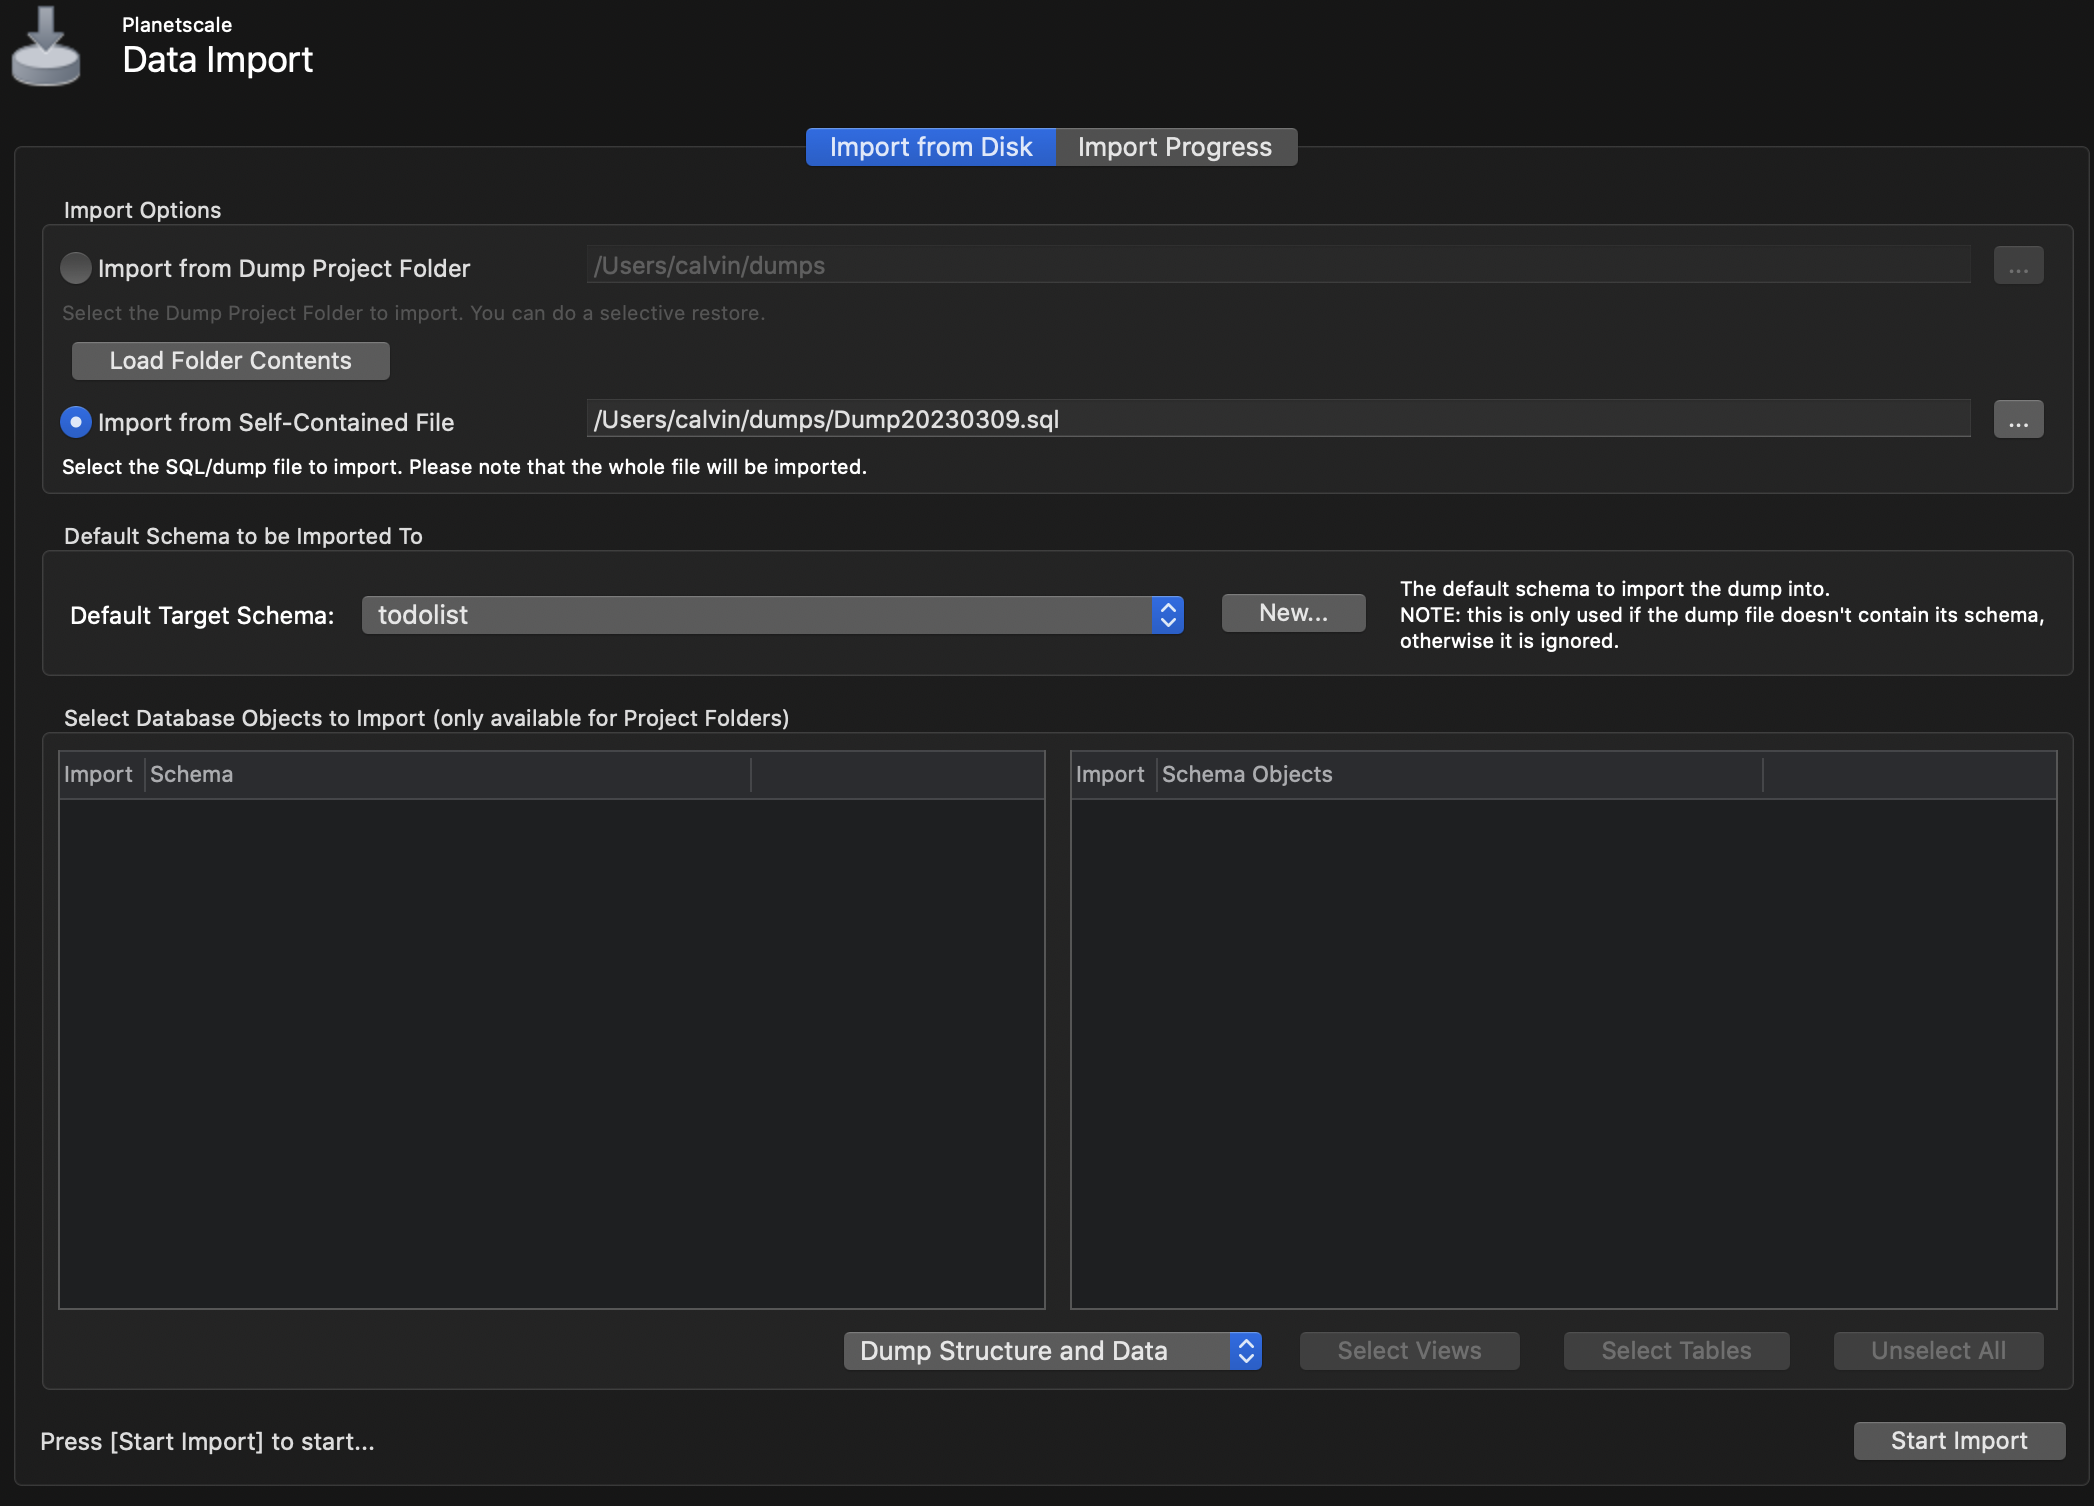 Planetscale
Data Import
Import from Disk
Import Progress
Import Options
Import from Dump Project Folder
/Users/calvin/dumps
...
Select the Dump Project Folder to import. You can do a selective restore.
Load Folder Contents
Import from Self-Contained File
/Users/calvin/dumps/Dump20230309.sql
...
Select the SQL/dump file to import. Please note that the whole file will be imported.
Default Schema to be Imported To
Default Target Schema:
todolist
New...
The default schema to import the dump into.
NOTE: this is only used if the dump file doesn't contain its schema,
otherwise it is ignored.
Select Database Objects to Import (only available for Project Folders)
Import
Schema
Import
Schema Objects
Dump Structure and Data
Select Views
Select Tables
Unselect All
Press [Start Import] to start...
Start Import